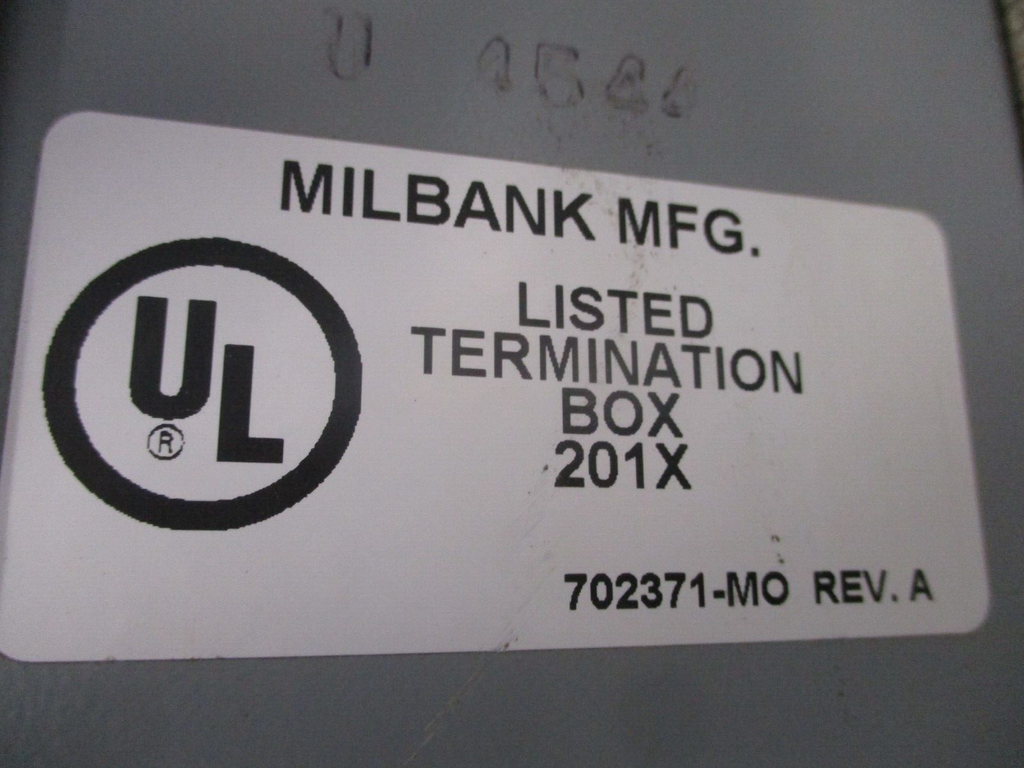 MILBANK MFG.
UL
®
LISTED
TERMINATION
BOX
201X
702371-MO REV. A